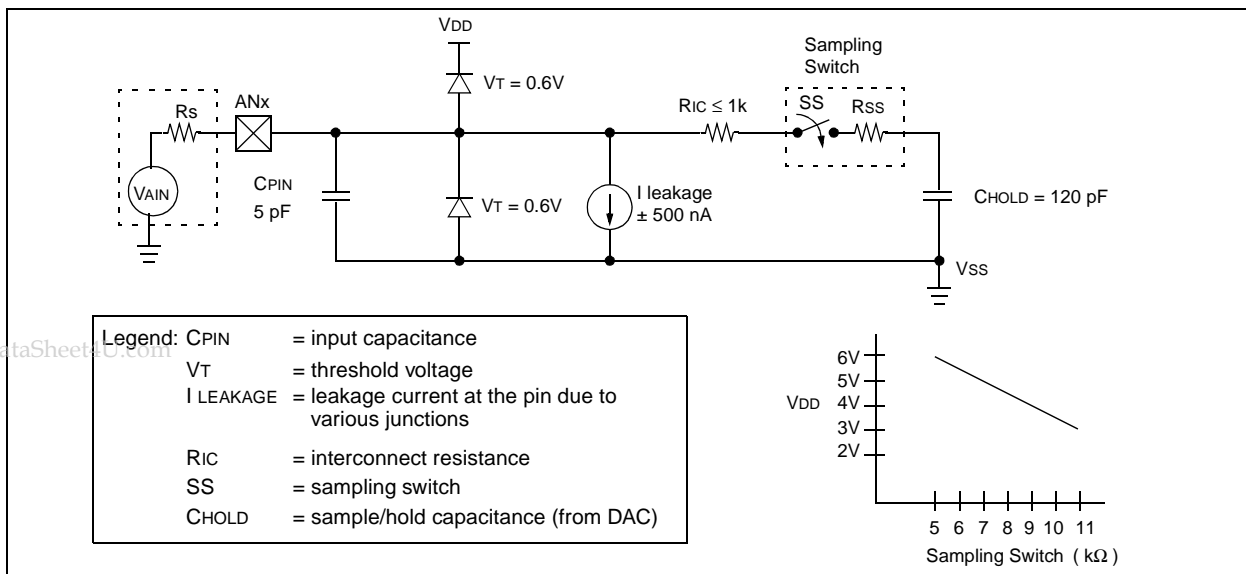 VDD
Sampling
Switch
VT = 0.6V
ANx
RS
RIC ≤ 1k
SS
RSS
VAIN
CPIN
5 pF
VT = 0.6V
I leakage
± 500 nA
CHOLD = 120 pF
VSS
Legend: CPIN = input capacitance
VT = threshold voltage
I LEAKAGE = leakage current at the pin due to
various junctions
RIC = interconnect resistance
SS = sampling switch
CHOLD = sample/hold capacitance (from DAC)
ataSheet4U.com
6V
5V
VDD 4V
3V
2V
5 6 7 8 9 10 11
Sampling Switch ( kΩ )